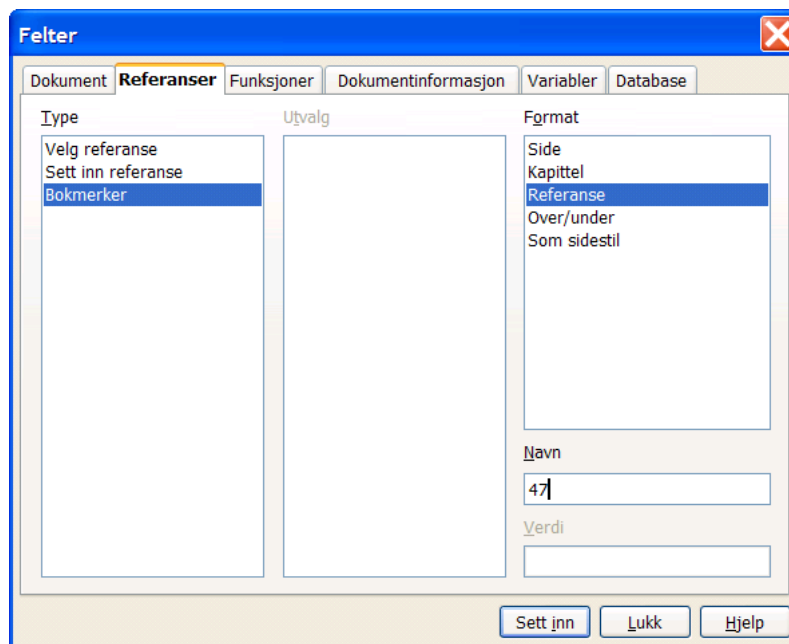 Felter
Dokument Referanser Funksjoner Dokumentinformasjon Variabler Database
Type
Velg referanse
Sett inn referanse
Bokmerker
Utvalg
Format
Side
Kapittel
Referanse
Over/under
Som sidestil
Navn
47
Verdi
Sett inn Lukk Hjelp